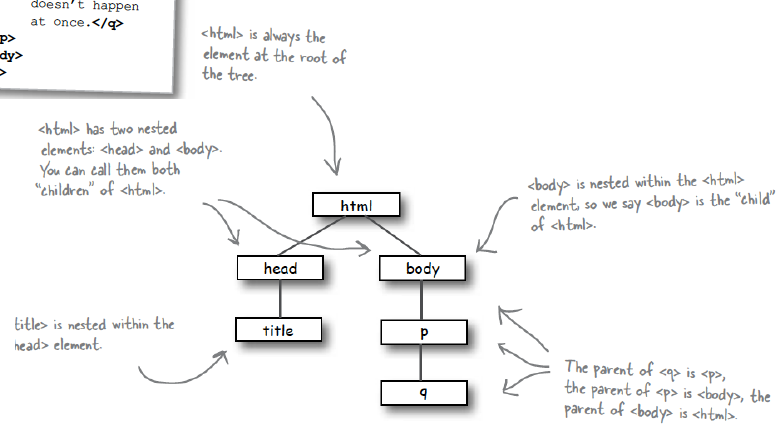 doesn't happen
at once.</q>
p>
dy>
>
<html> is always the
element at the root of
the tree.
<html> has two nested
elements: <head> and <body>.
You can call them both
"children" of <html>.
html
<body> is nested within the <html>
element, so we say <body> is the "child"
of <html>.
head
body
title> is nested within the
head> element.
title
p
The parent of <q> is <p>,
the parent of <p> is <body>, the
parent of <body> is <html>.
q